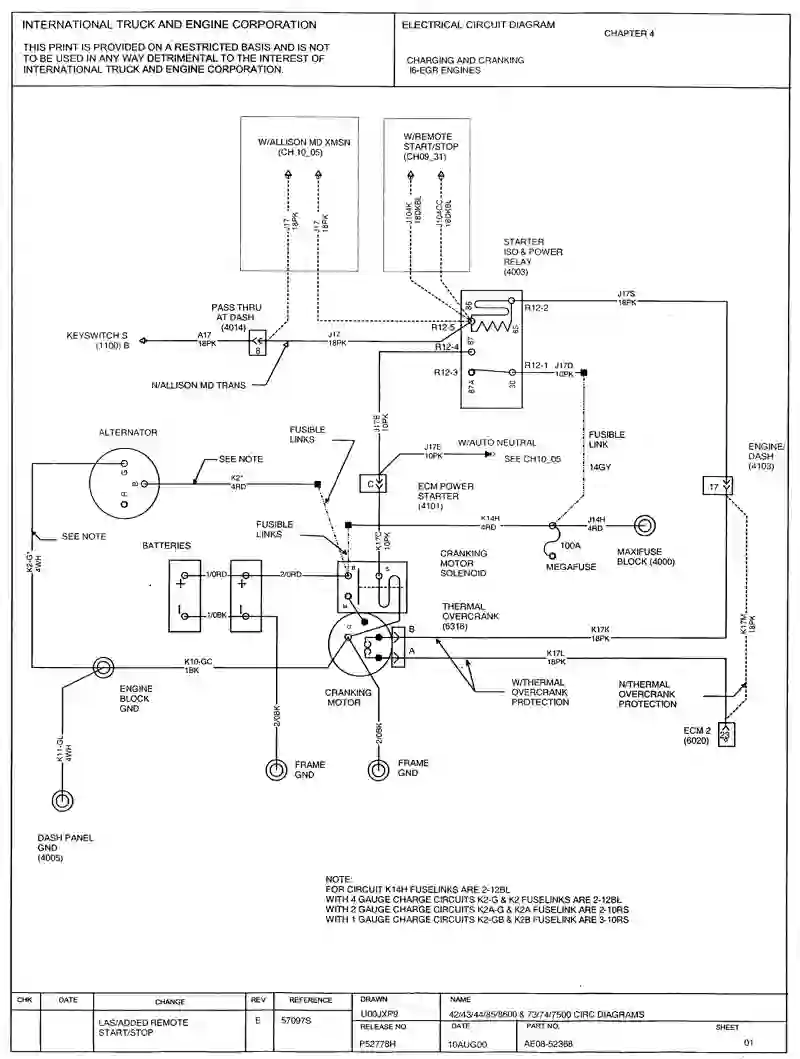 INTERNATIONAL TRUCK AND ENGINE CORPORATION
THIS PRINT IS PROVIDED ON A RESTRICTED BASIS AND IS NOT
TO BE USED IN ANY WAY DETRIMENTAL TO THE INTEREST OF
INTERNATIONAL TRUCK AND ENGINE CORPORATION.
ELECTRICAL CIRCUIT DIAGRAM
CHAPTER 4
CHARGING AND CRANKING
I6-EGR ENGINES
W/ALLISON MD XMSN
(CH 10_05)
W/REMOTE
START/STOP
(CH09_31)
J17
18PK
J17
18PK
J104K
18DKBL
J104CC
18DKBL
STARTER
ISO & POWER
RELAY
(4003)
J17S
18PK
PASS THRU
AT DASH
(4014)
KEYSWITCH S
(1100) B
A17
18PK
B
J17
18PK
N/ALLISON MD TRANS
86
85
87
87A
30
R12-5
R12-2
R12-4
R12-3
R12-1
J17D
10PK
J17B
10PK
FUSIBLE
LINK
14GY
ALTERNATOR
G
B
R
SEE NOTE
K2*
4RD
FUSIBLE
LINKS
J17E
10PK
W/AUTO NEUTRAL
SEE CH10_05
ENGINE/
DASH
(4103)
C
ECM POWER
STARTER
(4101)
17
SEE NOTE
K2-G*
4WH
FUSIBLE
LINKS
K14H
4RD
J14H
4RD
100A
MEGAFUSE
MAXIFUSE
BLOCK (4000)
K17C
10PK
BATTERIES
1/0RD
2/0RD
1/0BK
B
S
M
CRANKING
MOTOR
SOLENOID
THERMAL
OVERCRANK
(6316)
B
A
G
K17K
18PK
K17L
18PK
K17M
18PK
K10-GC
1BK
ENGINE
BLOCK
GND
CRANKING
MOTOR
W/THERMAL
OVERCRANK
PROTECTION
N/THERMAL
OVERCRANK
PROTECTION
ECM 2
(6020)
K11-GL
4WH
2/0BK
2/0BK
FRAME
GND
FRAME
GND
DASH PANEL
GND
(4005)
NOTE:
FOR CIRCUIT K14H FUSELINKS ARE 2-12BL
WITH 4 GAUGE CHARGE CIRCUITS K2-G & K2 FUSELINKS ARE 2-12BL
WITH 2 GAUGE CHARGE CIRCUITS K2A-G & K2A FUSELINK ARE 2-10RS
WITH 1 GAUGE CHARGE CIRCUITS K2-GB & K2B FUSELINK ARE 3-10RS
CHK
DATE
CHANGE
REV
REFERENCE
DRAWN
NAME
LAS/ADDED REMOTE
START/STOP
E
57097S
U00JXP9
42/43/44/85/8600 & 73/74/7500 CIRC DIAGRAMS
RELEASE NO.
DATE
PART NO.
SHEET
P52778H
10AUG00
AE08-52368
01